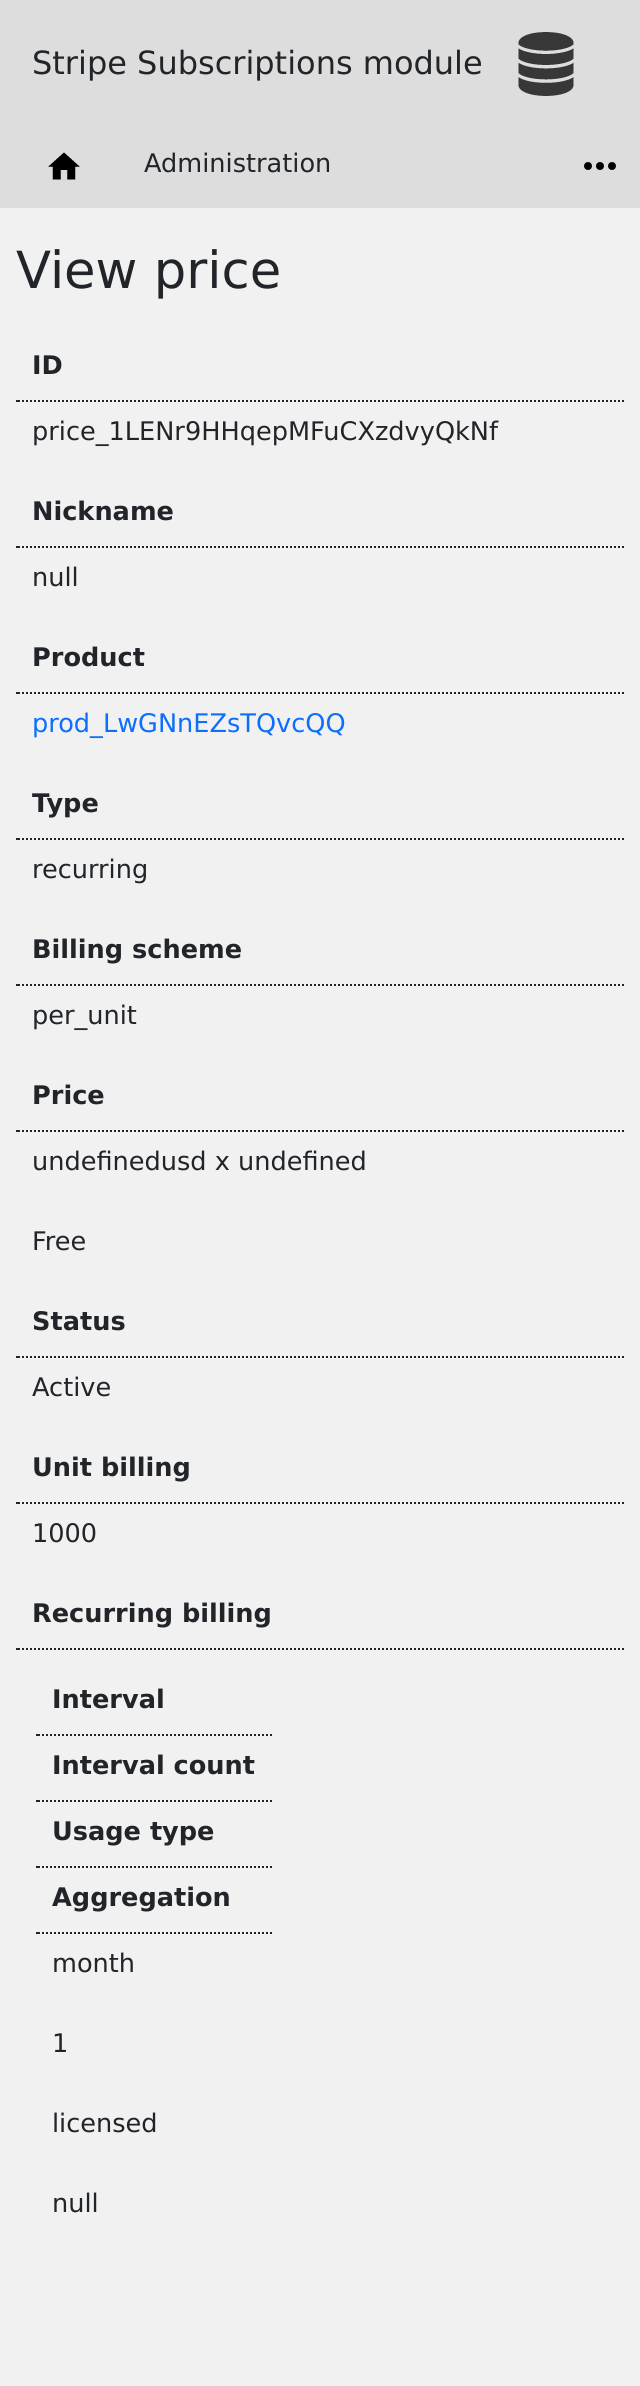 Stripe Subscriptions module
Administration
View price
ID
price_1LENr9HHqepMFuCXzdvyQkNf
Nickname
null
Product
prod_LwGNnEZsTQvcQQ
Type
recurring
Billing scheme
per_unit
Price
undefinedusd x undefined
Free
Status
Active
Unit billing
1000
Recurring billing
Interval
Interval count
Usage type
Aggregation
month
1
licensed
null